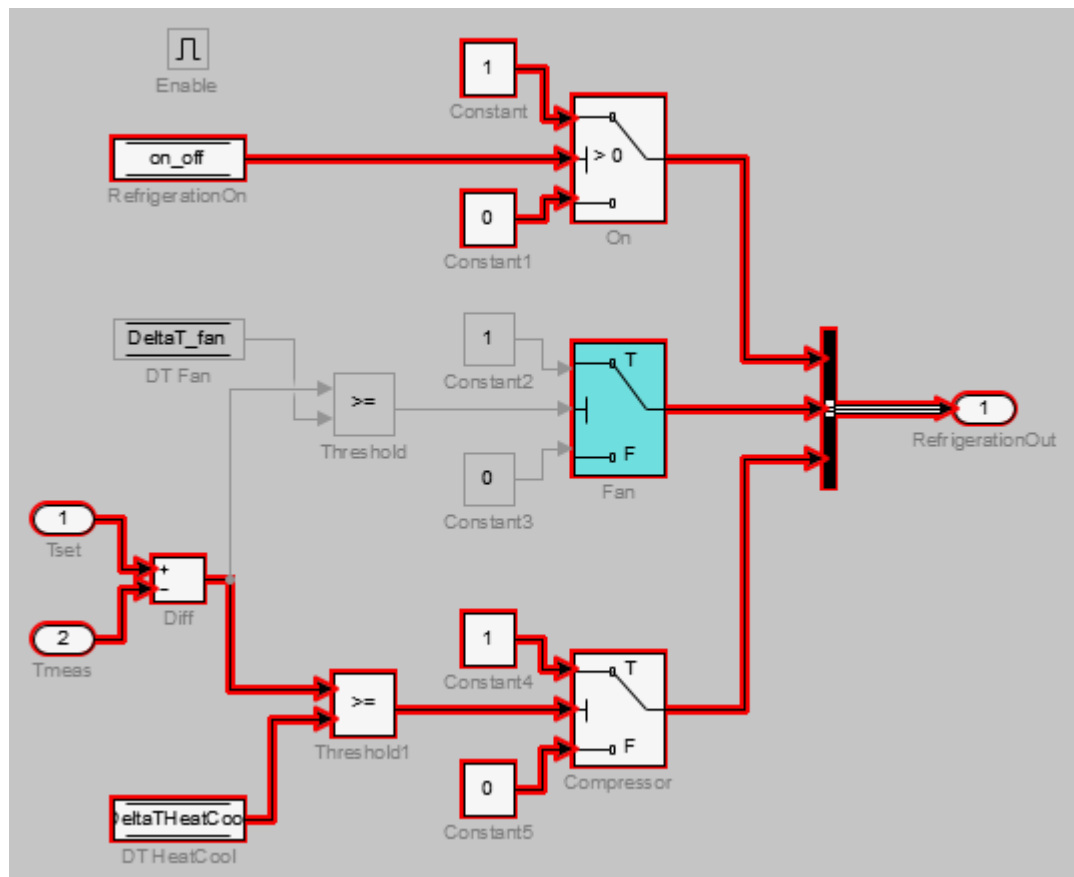 Enable
1
Constant
on_off
RefrigerationOn
> 0
0
Constant1
On
DeltaT_fan
DT Fan
1
Constant2
>=
Threshold
T
F
Fan
0
Constant3
1
RefrigerationOut
1
Tset
+
-
Diff
2
Tmeas
1
Constant4
>=
Threshold1
T
F
Compressor
0
Constant5
DeltaTHeatCoo
DT HeatCool